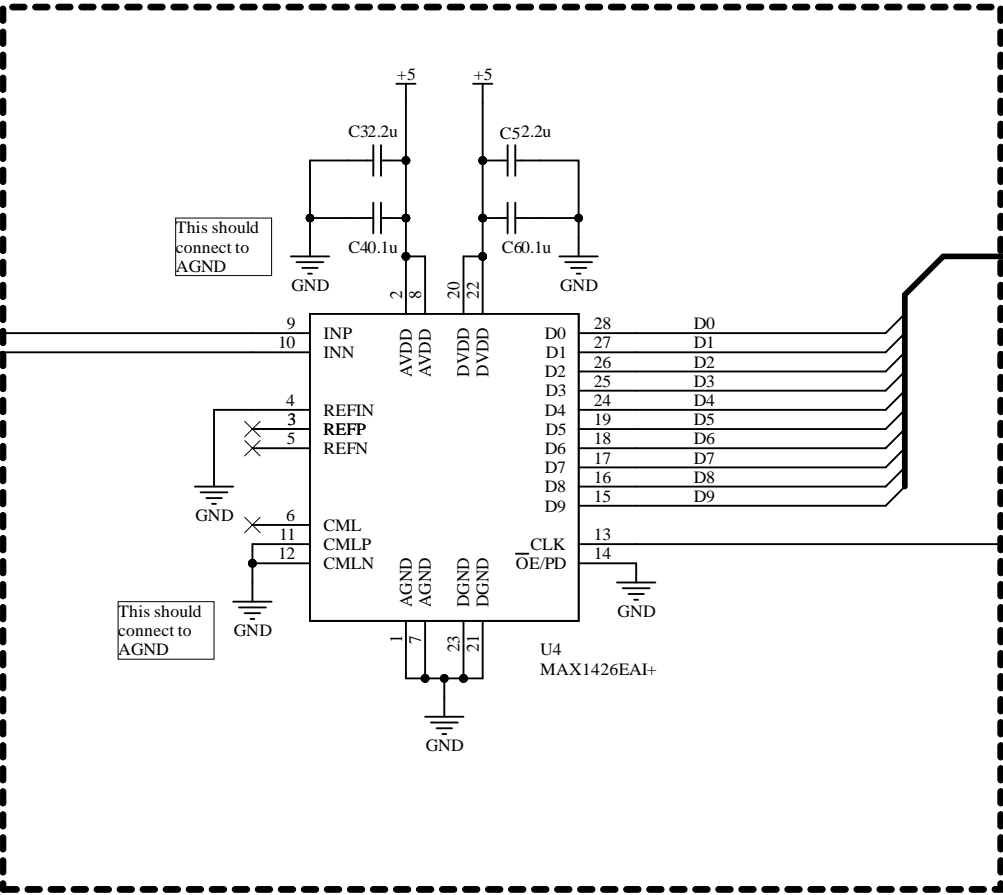 +5 +5
C32.2u C52.2u
This should
connect to
AGND
C40.1u C60.1u
GND GND
2 8 20 22
AVDD AVDD DVDD DVDD
9 INP D0 28 D0
10 INN D1 27 D1
D2 26 D2
D3 25 D3
4 REFIN D4 24 D4
3 REFP D5 19 D5
5 REFN D6 18 D6
D7 17 D7
D8 16 D8
GND D9 15 D9
6 CML
11 CMLP CLK 13
12 CMLN OE/PD 14
AGND AGND DGND DGND
This should
connect to
AGND
GND GND
1 7 23 21
U4
MAX1426EAI+
GND